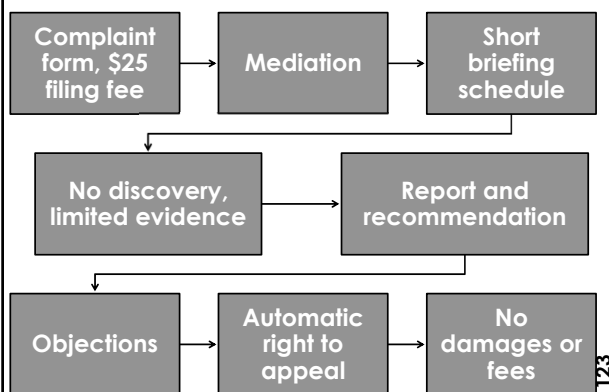 Complaint
form, $25
filing fee
Mediation
Short
briefing
schedule
No discovery,
limited evidence
Report and
recommendation
Objections
Automatic
right to
appeal
No
damages or
fees
123